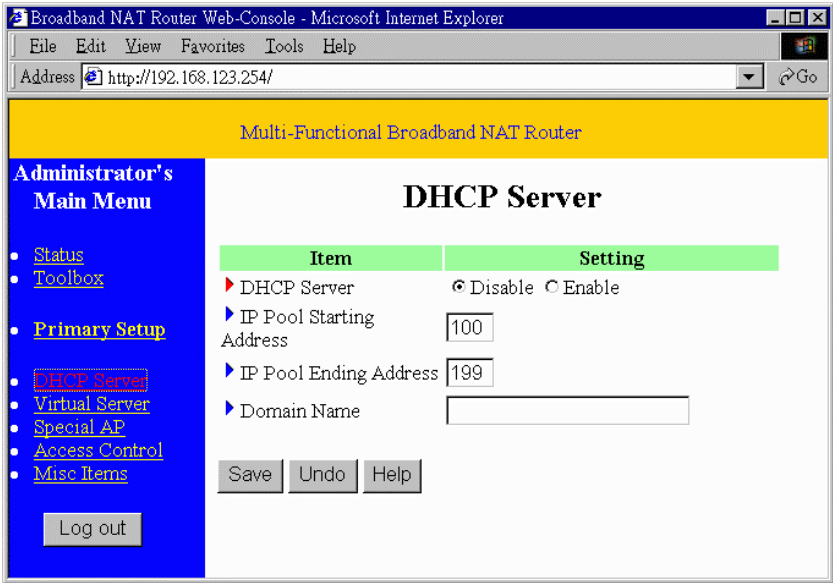 Broadband NAT Router Web-Console - Microsoft Internet Explorer
File Edit View Favorites Tools Help
Address http://192.168.123.254/ Go
Multi-Functional Broadband NAT Router
Administrator's
Main Menu
Status
Toolbox
Primary Setup
DHCP Server
Virtual Server
Special AP
Access Control
Misc Items
Log out
DHCP Server
Item Setting
DHCP Server Disable Enable
IP Pool Starting
Address 100
IP Pool Ending Address 199
Domain Name
Save Undo Help